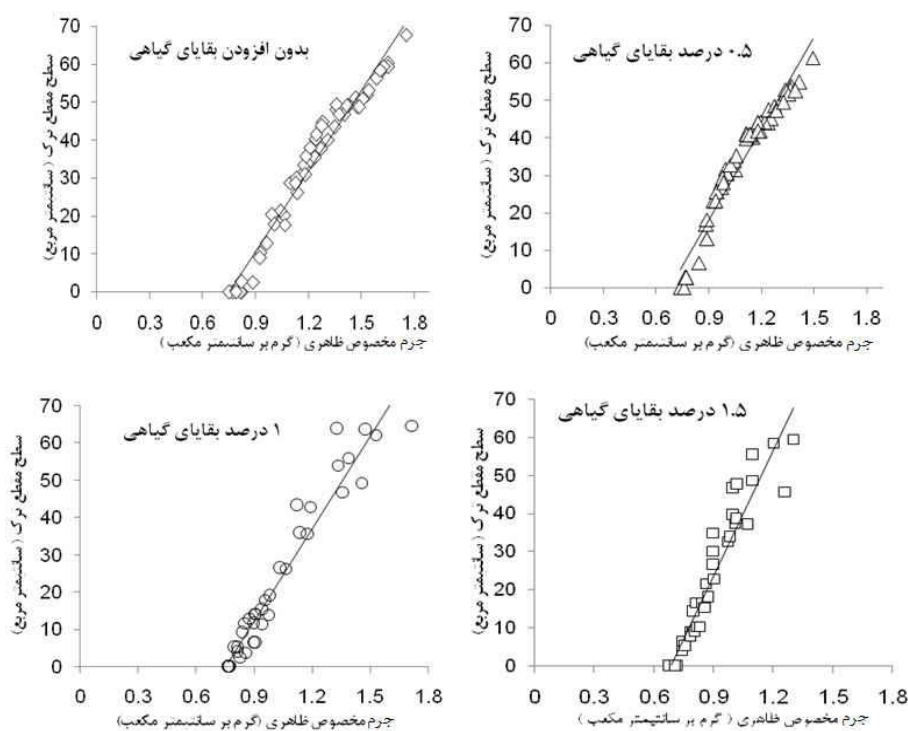 بدون افزودن بقایای گیاهی
سطح مقطع ترک ( سانتیمتر مربع)
70
60
50
40
30
20
10
0
0 0.3 0.6 0.9 1.2 1.5 1.8
جرم مخصوص ظاهری (گرم بر سانتیمتر مکعب)
۰.۵ درصد بقایای گیاهی
سطح مقطع ترک ( سانتیمتر مربع)
70
60
50
40
30
20
10
0
0 0.3 0.6 0.9 1.2 1.5 1.8
جرم مخصوص ظاهری (گرم بر سانتیمتر مکعب)
۱ درصد بقایای گیاهی
سطح مقطع ترک ( سانتیمتر مربع)
70
60
50
40
30
20
10
0
0 0.3 0.6 0.9 1.2 1.5 1.8
جرم مخصوص ظاهری (گرم بر سانتیمتر مکعب)
۱.۵ درصد بقایای گیاهی
سطح مقطع ترک ( سانتیمتر مربع)
70
60
50
40
30
20
10
0
0 0.3 0.6 0.9 1.2 1.5 1.8
جرم مخصوص ظاهری ( گرم بر سانتیمتر مکعب )